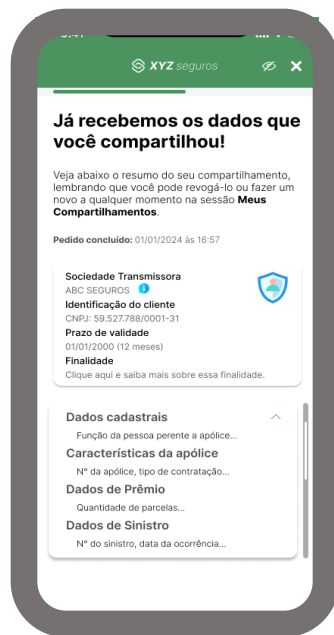 XYZ seguros
Já recebemos os dados que
você compartilhou!
Veja abaixo o resumo do seu compartilhamento,
lembrando que você pode revogá-lo ou fazer um
novo a qualquer momento na sessão Meus
Compartilhamentos.
Pedido concluído: 01/01/2024 às 16:57
Sociedade Transmissora
ABC SEGUROS
Identificação do cliente
CNPJ: 59.527.788/0001-31
Prazo de validade
01/01/2000 (12 meses)
Finalidade
Clique aqui e saiba mais sobre essa finalidade.
Dados cadastrais
Função da pessoa perente a apólice...
Características da apólice
N° da apólice, tipo de contratação...
Dados de Prêmio
Quantidade de parcelas...
Dados de Sinistro
N° do sinistro, data da ocorrência...